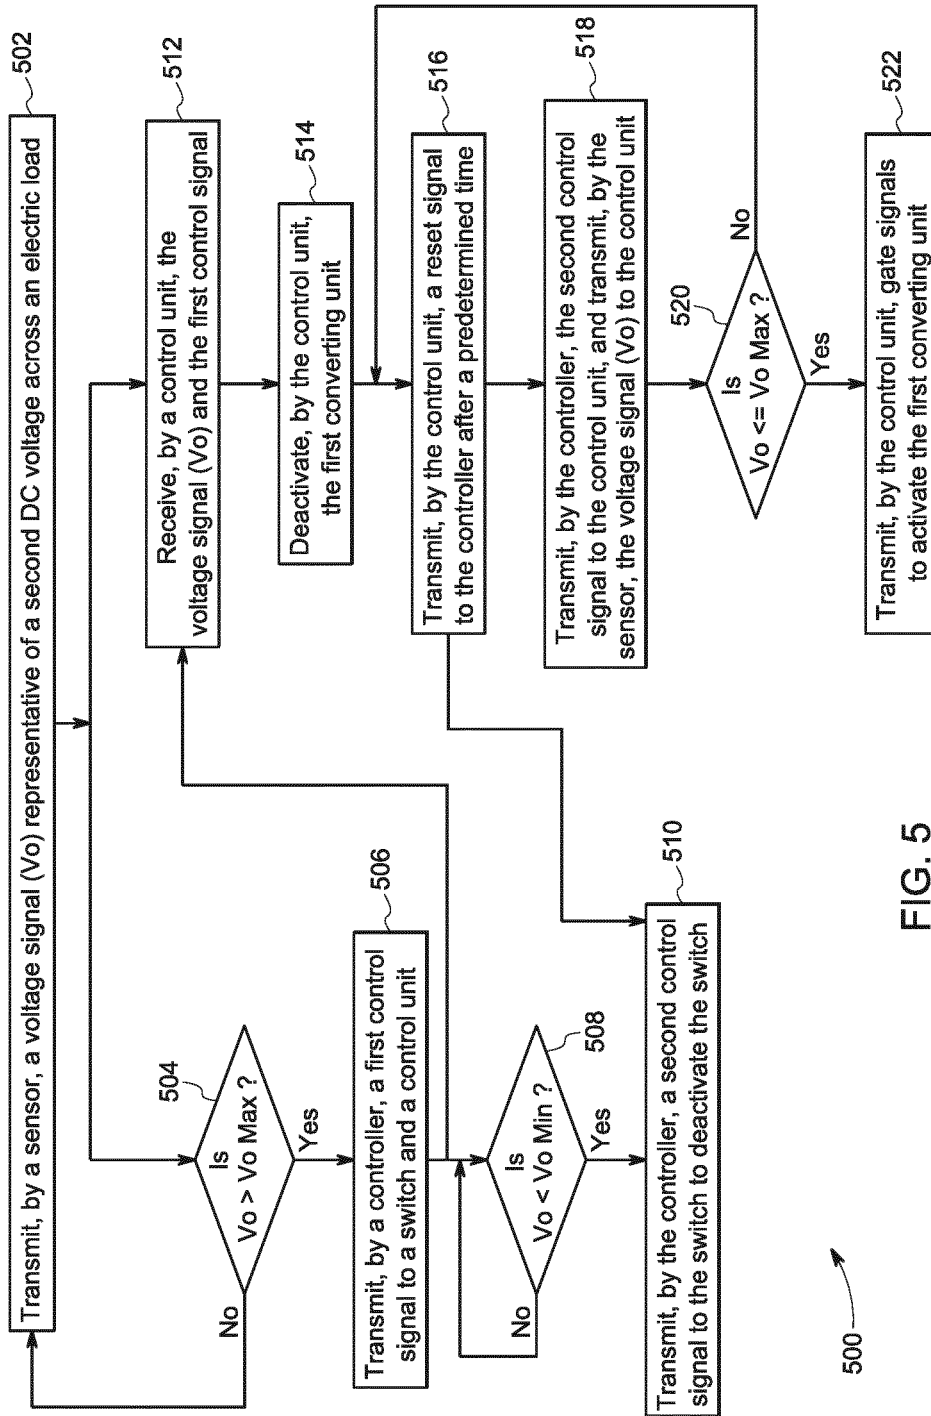 Transmit, by a sensor, a voltage signal (Vo) representative of a second DC voltage across an electric load
502
504
Is
Vo > Vo Max ?
No
Yes
Transmit, by a controller, a first control
signal to a switch and a control unit
506
Is
Vo < Vo Min ?
508
No
Yes
Transmit, by the controller, a second control
signal to the switch to deactivate the switch
510
Receive, by a control unit, the
voltage signal (Vo) and the first control signal
512
Deactivate, by the control unit,
the first converting unit
514
Transmit, by the control unit, a reset signal
to the controller after a predetermined time
516
Transmit, by the controller, the second control
signal to the control unit, and transmit, by the
sensor, the voltage signal (Vo) to the control unit
518
520
Is
Vo <= Vo Max ?
No
Yes
Transmit, by the control unit, gate signals
to activate the first converting unit
522
500
FIG. 5